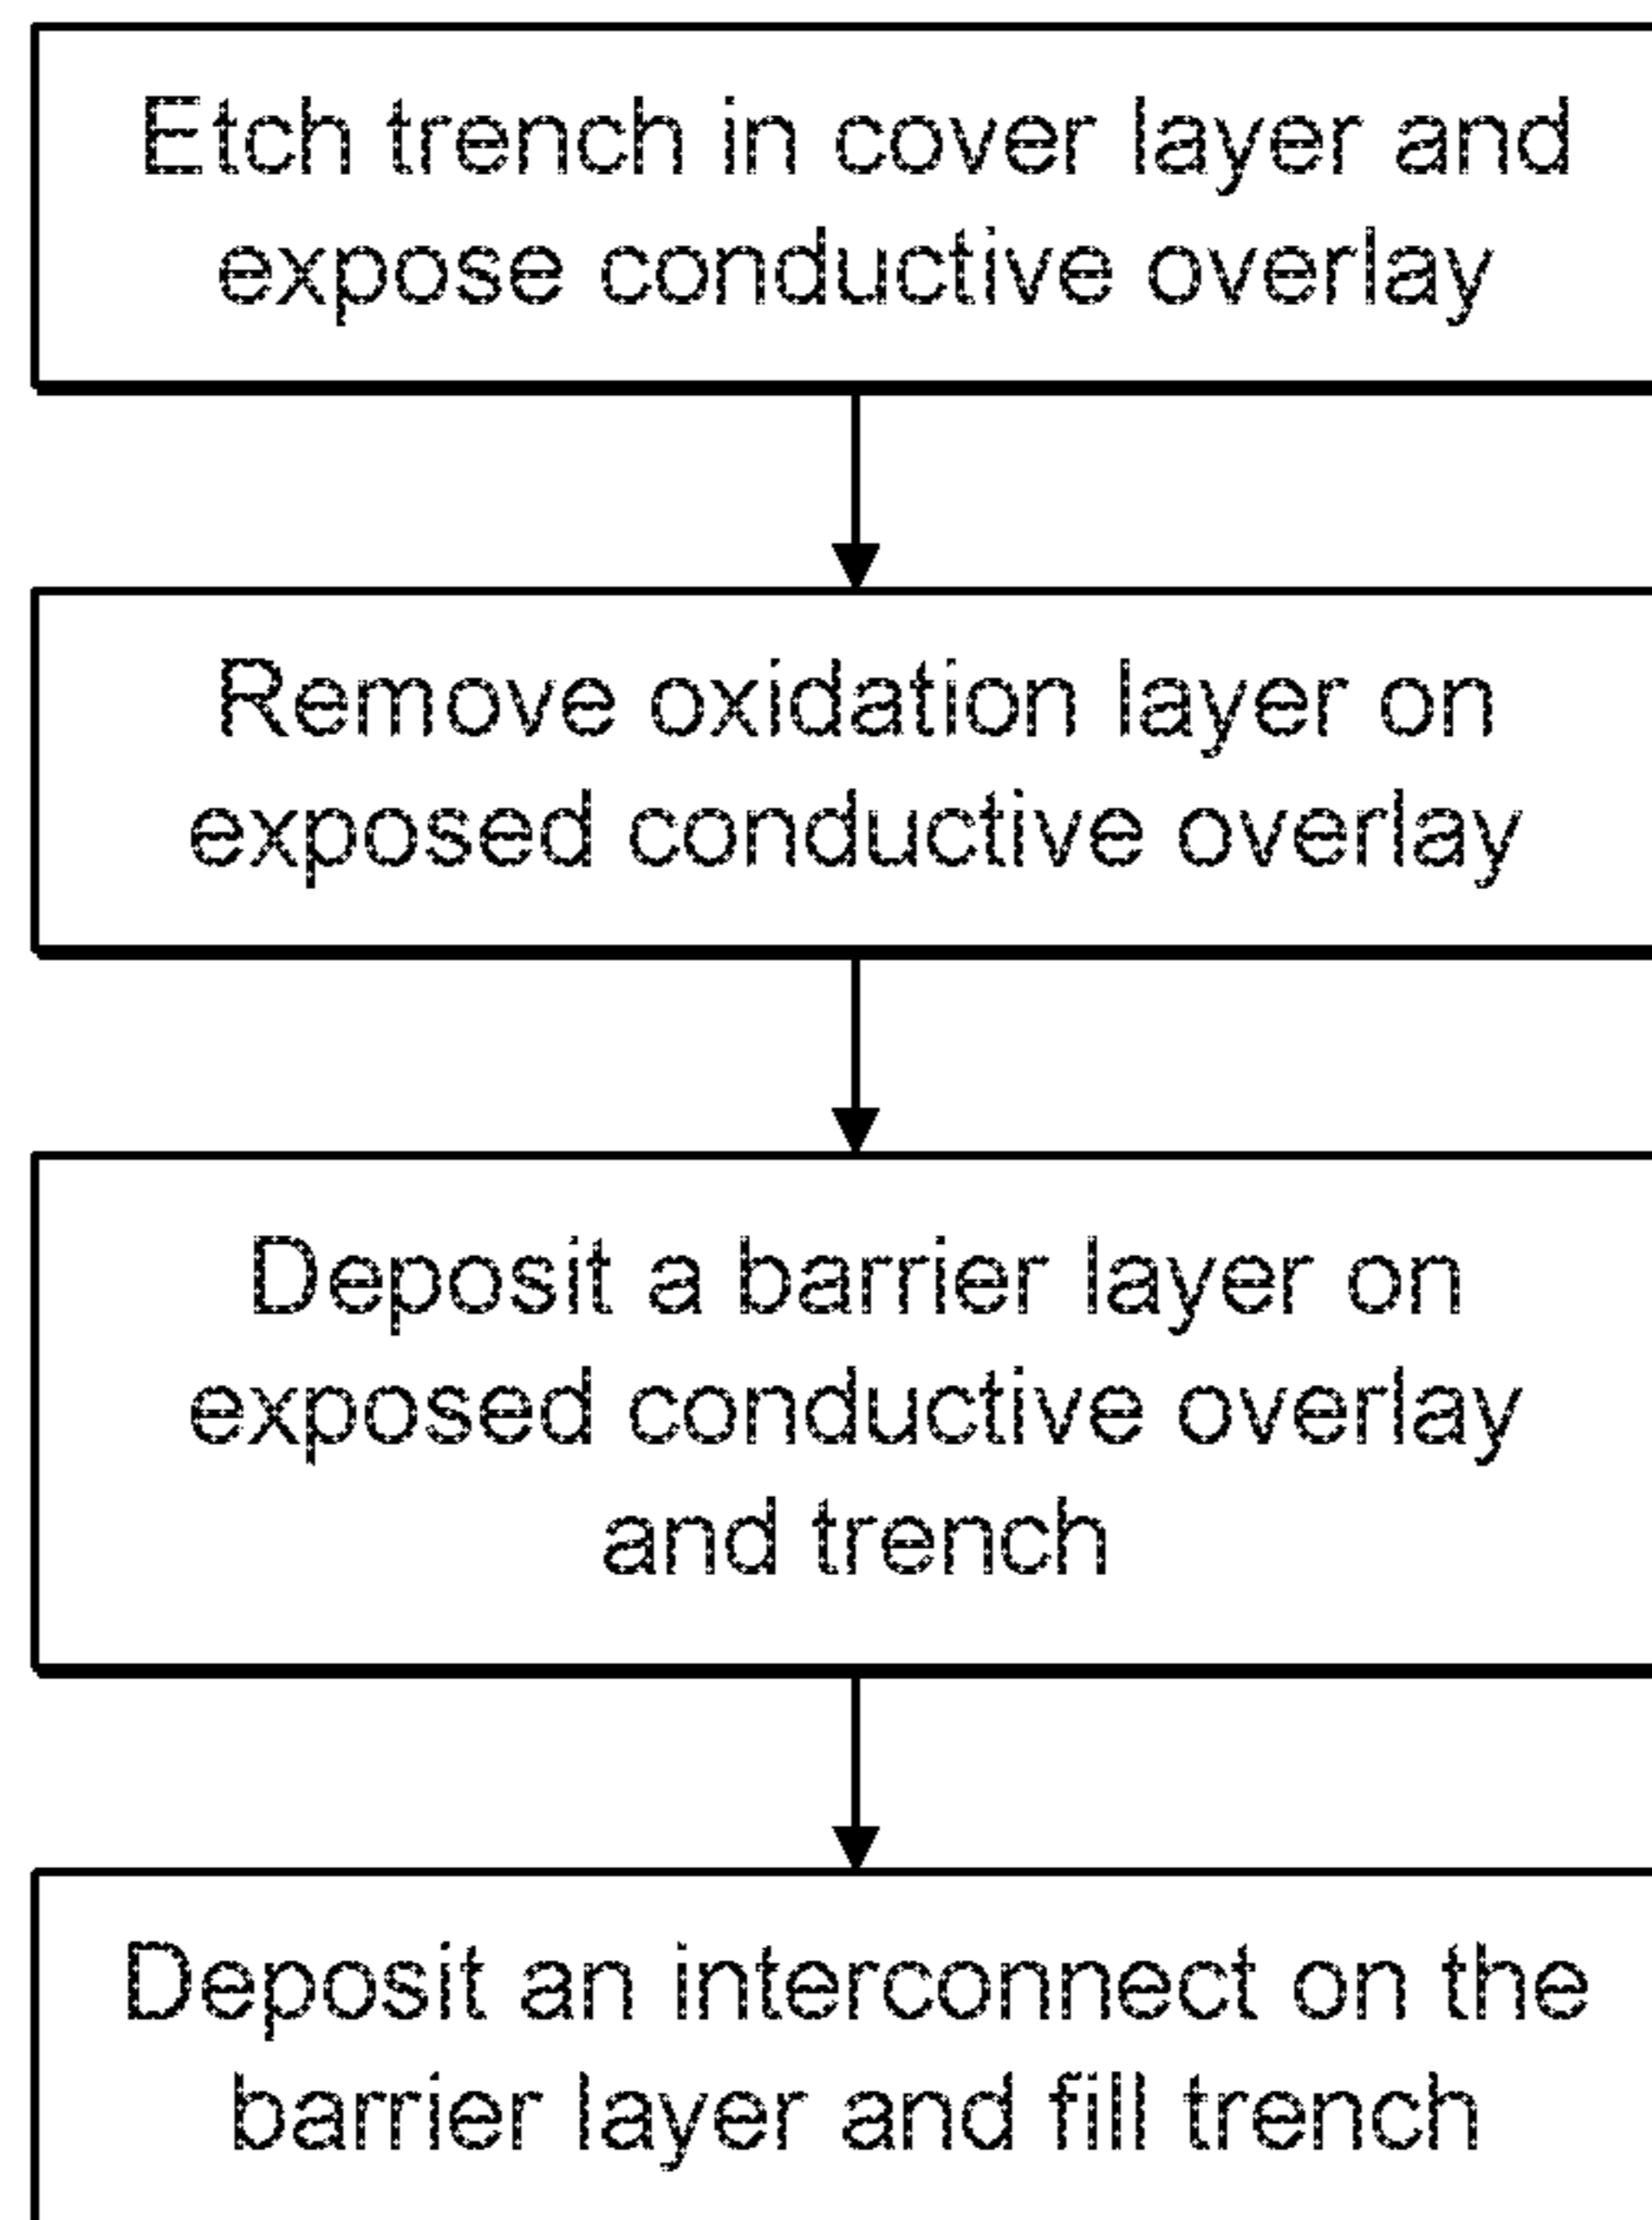 Etch trench in cover layer and
expose conductive overlay
Remove oxidation layer on
exposed conductive overlay
Deposit a barrier layer on
exposed conductive overlay
and trench
Deposit an interconnect on the
barrier layer and fill trench